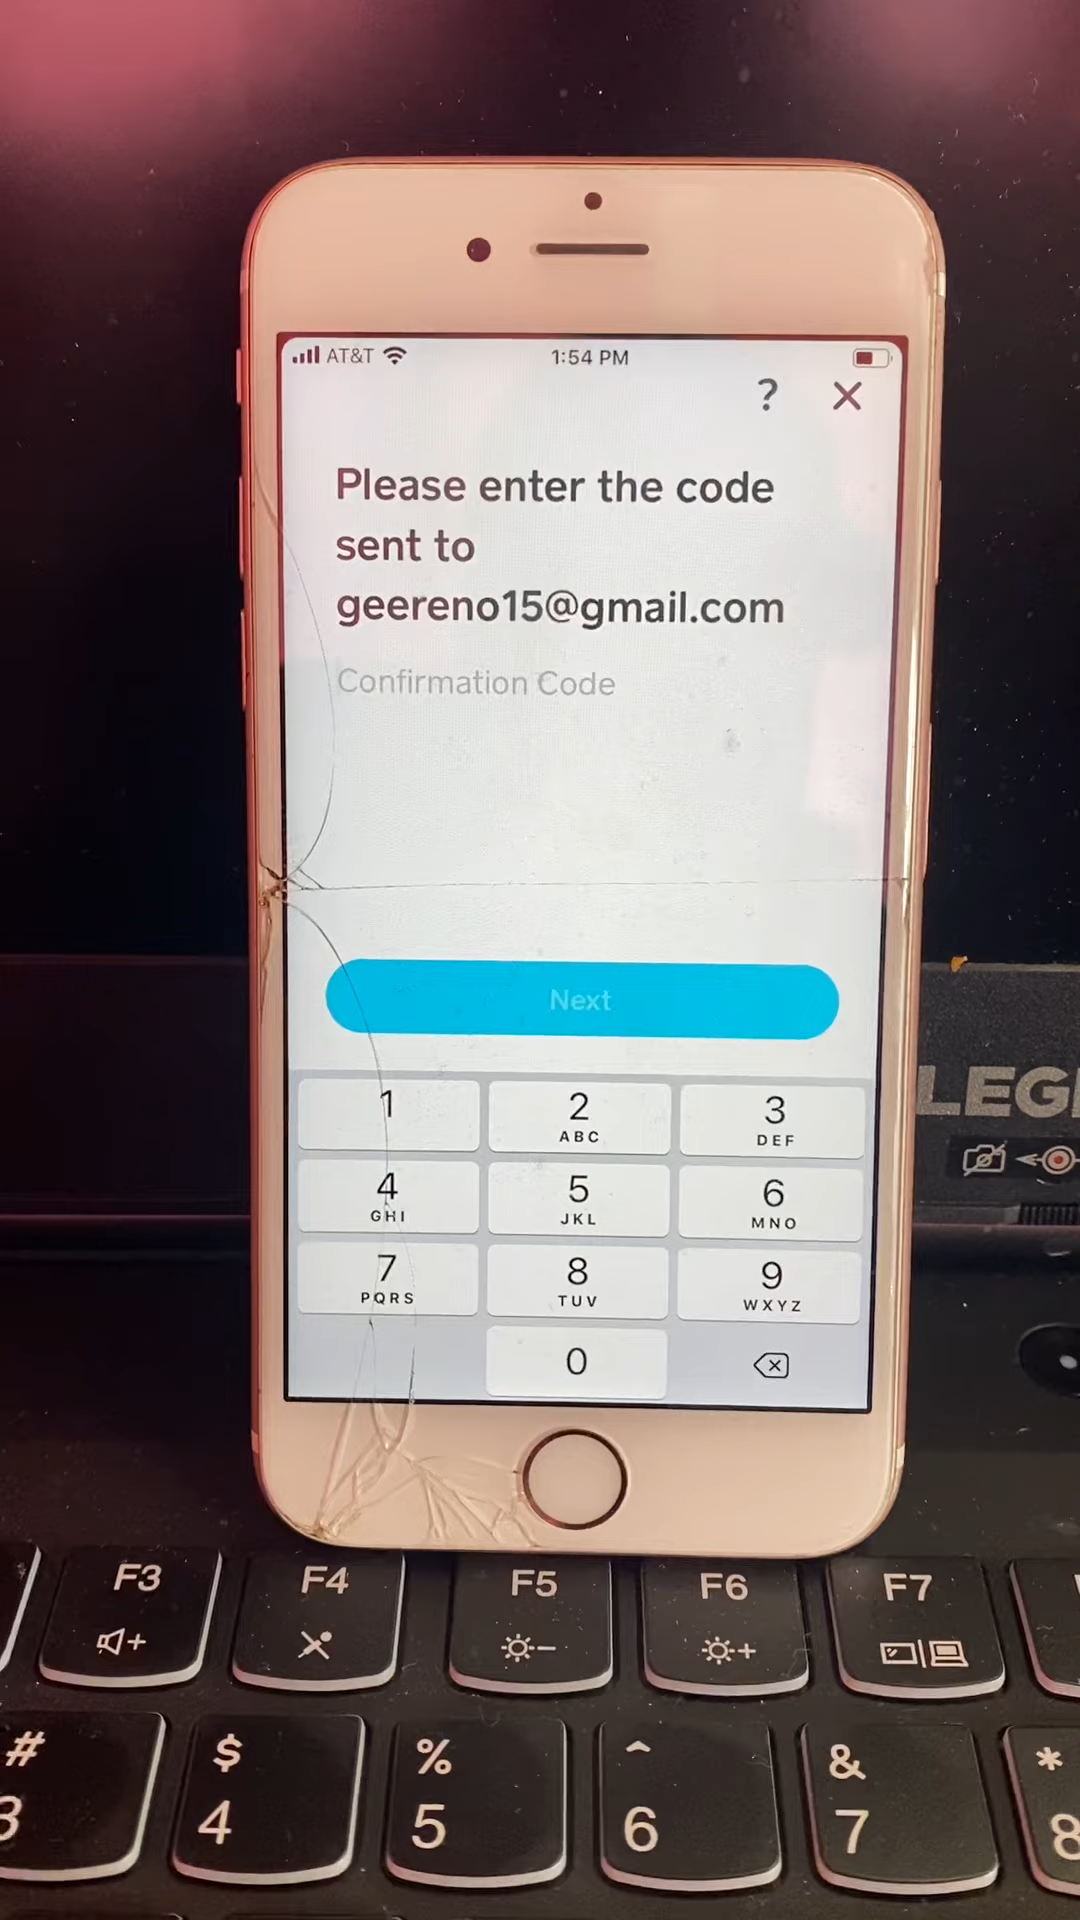 AT&T 1:54 PM
?
Please enter the code
sent to
geereno15@gmail.com
Confirmation Code
Next
1 2 3
ABC DEF
4 5 6
GHI JKL MNO
7 8 9
PQRS TUV WXYZ
0
F3 F4 F5 F6 F7
# $ % ^ & *
3 4 5 6 7 8